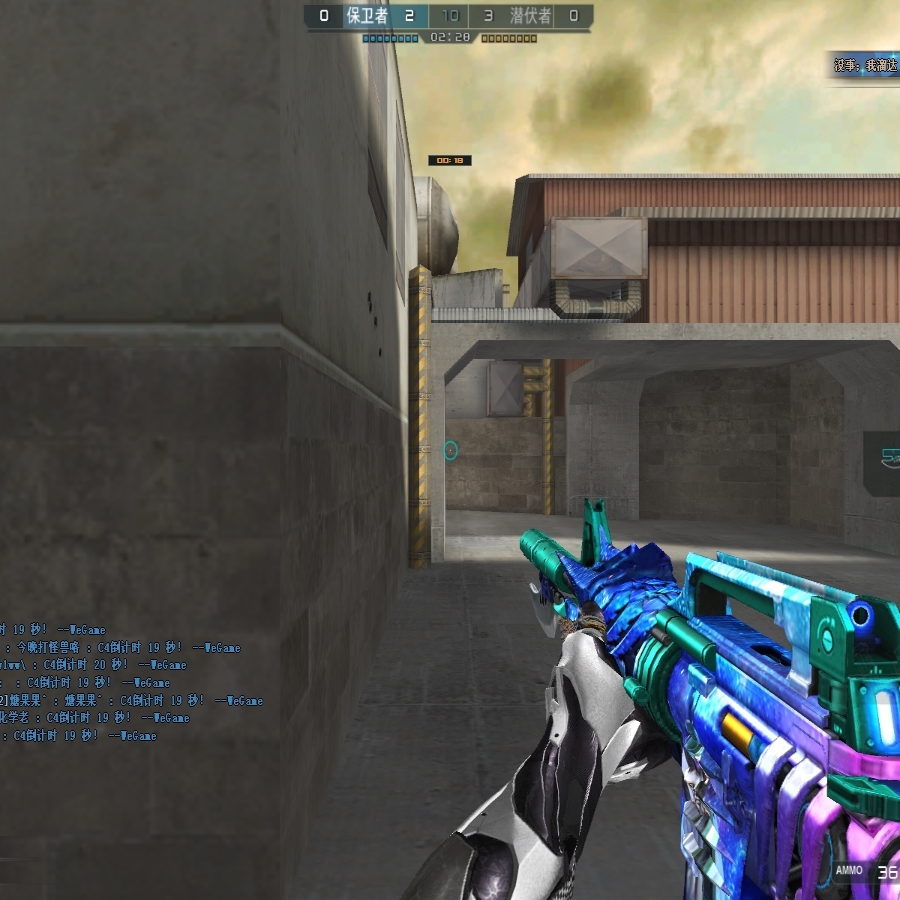 0 保卫者 2 10 3 潜伏者 0
02:28
没事; 我溜达
00:18
时 19 秒! --WeGame
: 今晚打怪兽咯 : C4倒计时 19 秒! --WeGame
wlww\ : C4倒计时 20 秒! --WeGame
: : C4倒计时 19 秒! --WeGame
2]糖果果^ : 糖果果^ : C4倒计时 19 秒! --WeGame
化学老 : C4倒计时 19 秒! --WeGame
: C4倒计时 19 秒! --WeGame
AMMO 36